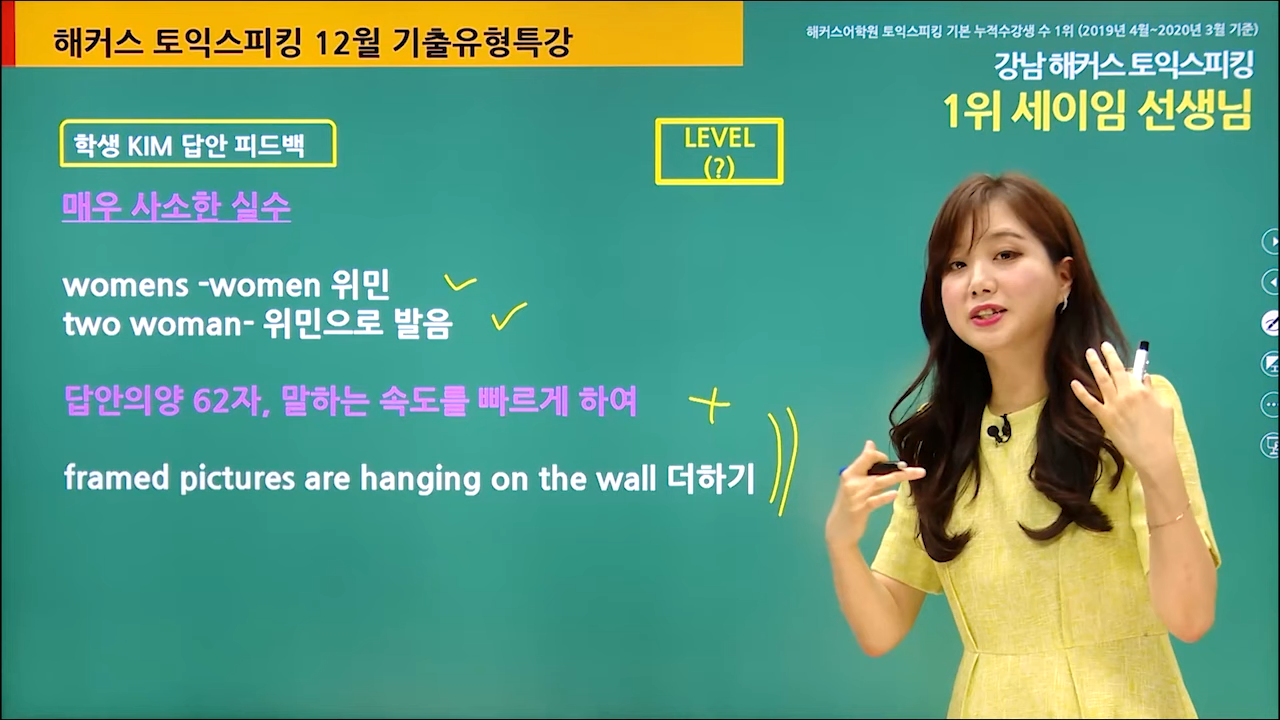 해커스 토익스피킹 12월 기출유형특강
해커스어학원 토익스피킹 기본 누적수강생 수 1위 (2019년 4월~2020년 3월 기준)
강남 해커스 토익스피킹
1위 세이임 선생님
학생 KIM 답안 피드백
LEVEL
(?)
매우 사소한 실수
womens -women 위민
two woman- 위민으로 발음
답안의양 62자, 말하는 속도를 빠르게 하여
framed pictures are hanging on the wall 더하기